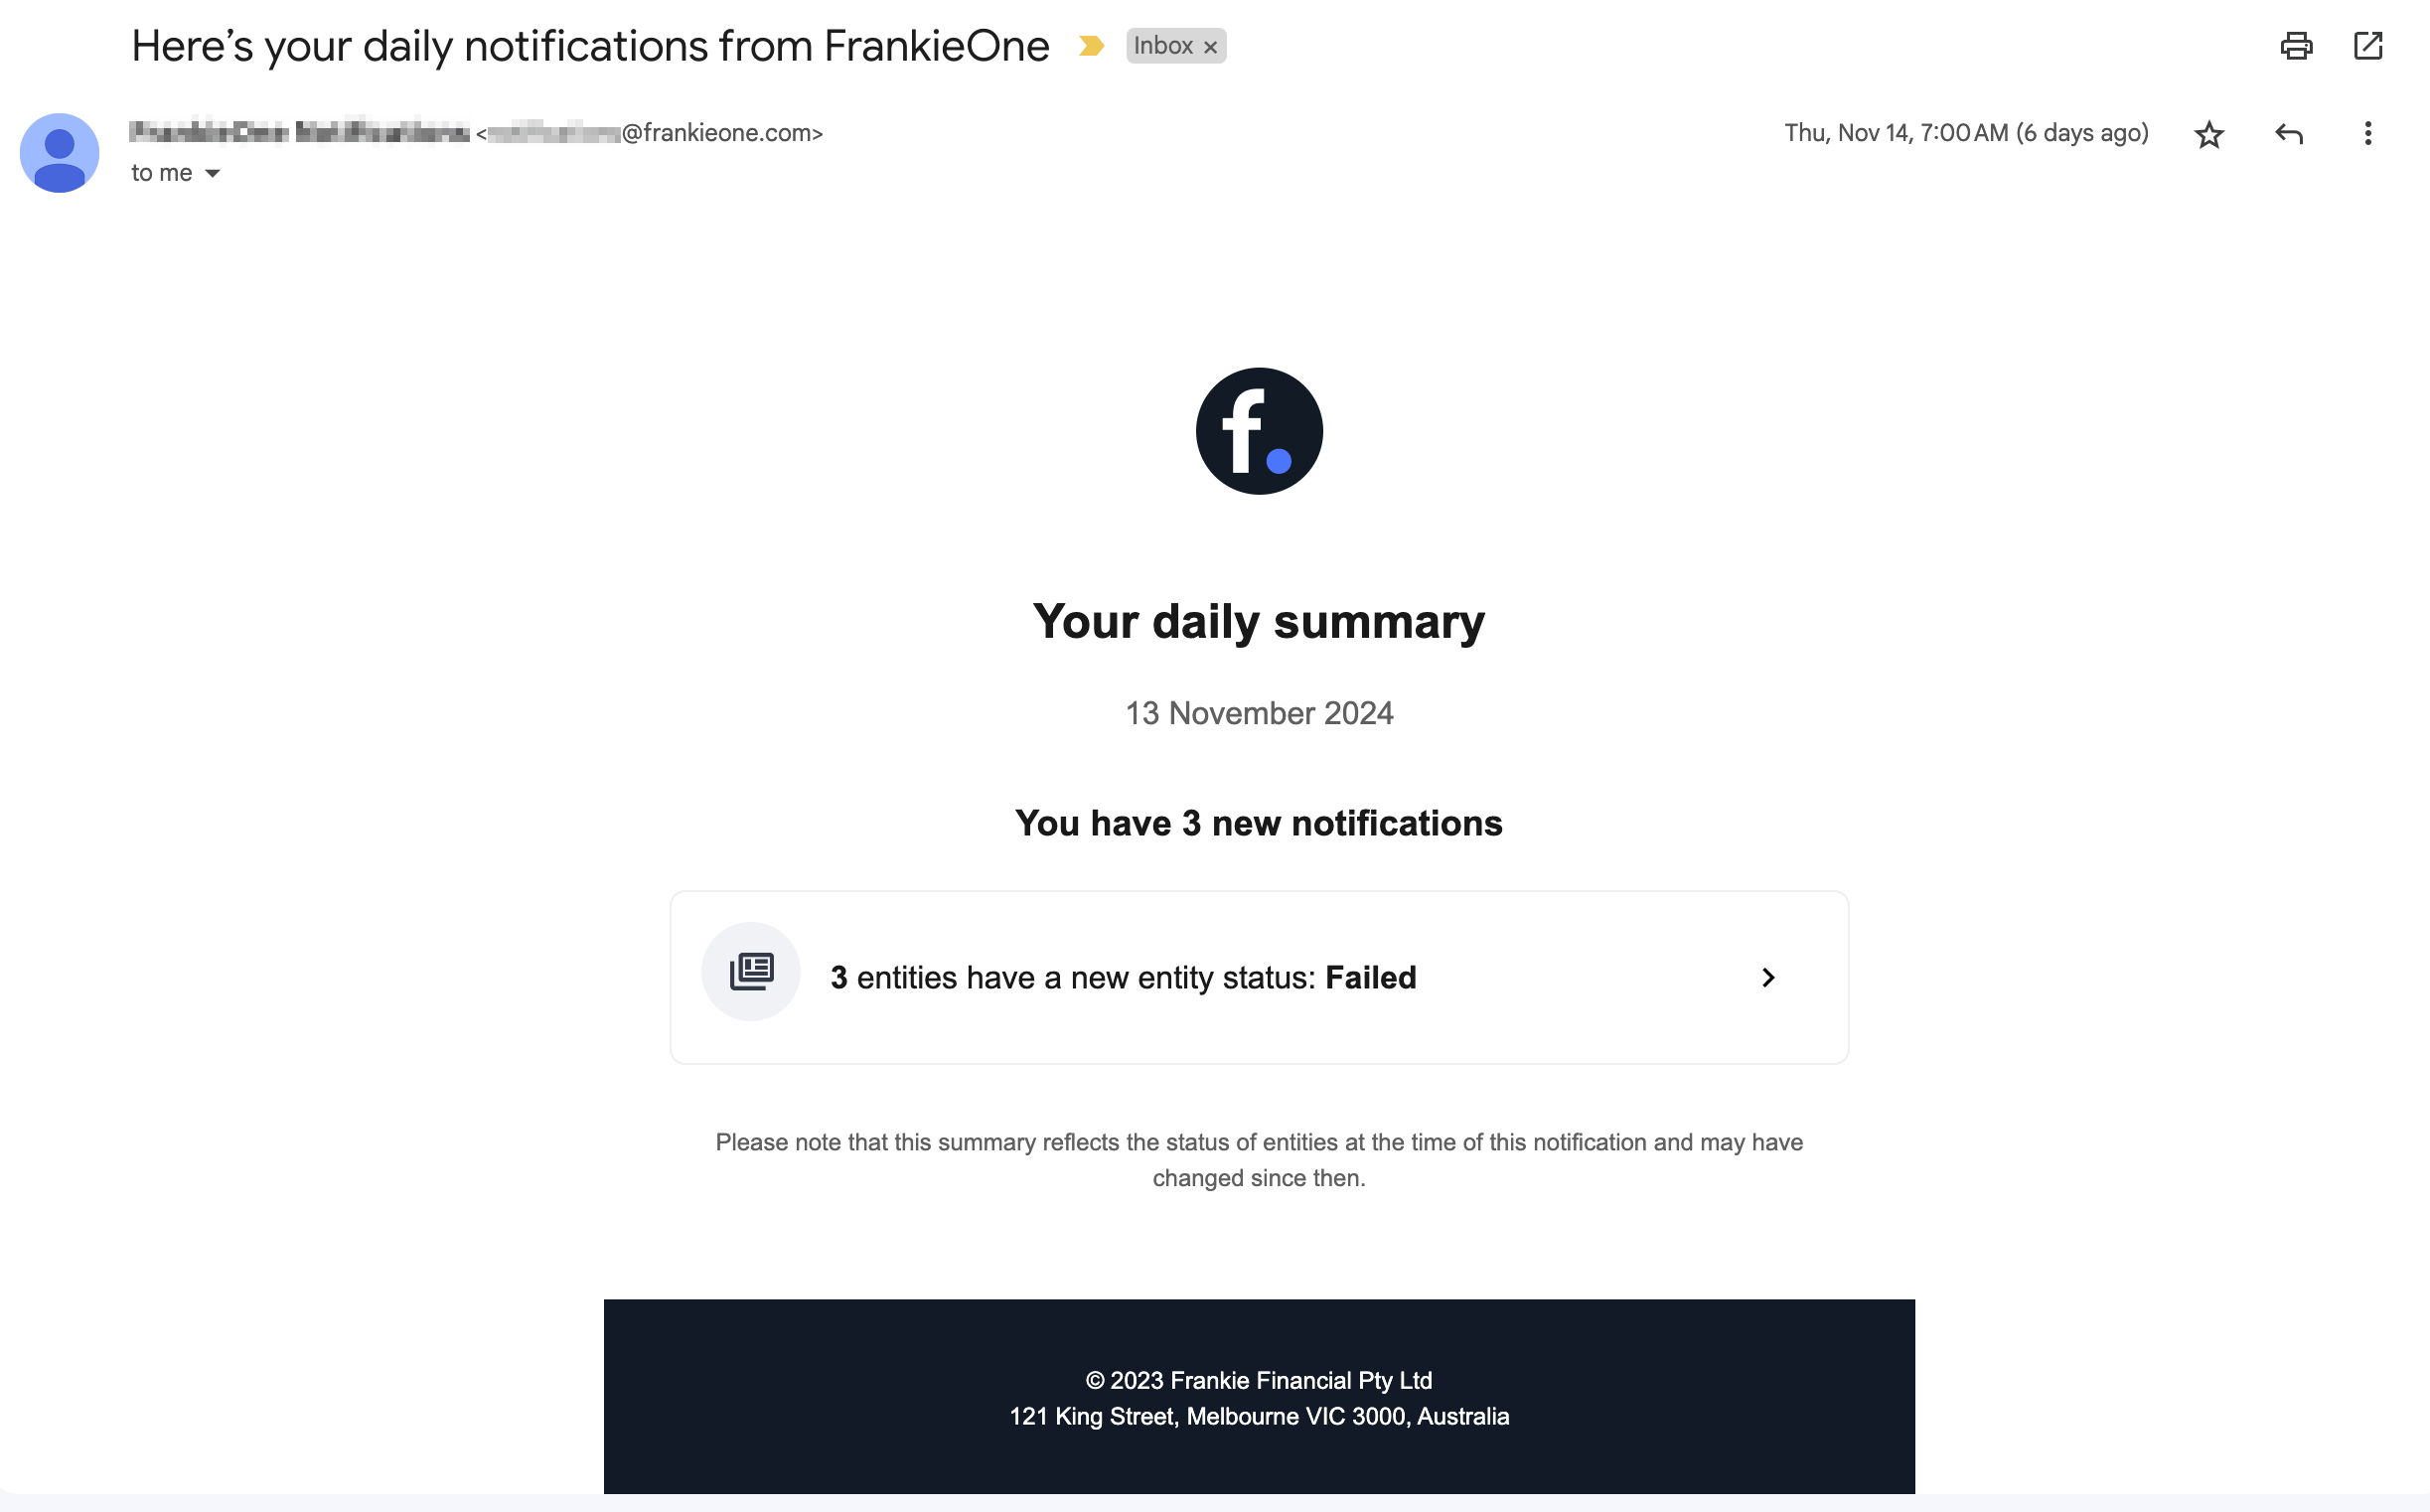 Here’s your daily notifications from FrankieOne
Inbox ×
<@frankieone.com>
Thu, Nov 14, 7:00 AM (6 days ago)
to me
f.
Your daily summary
13 November 2024
You have 3 new notifications
3 entities have a new entity status: Failed
Please note that this summary reflects the status of entities at the time of this notification and may have
changed since then.
© 2023 Frankie Financial Pty Ltd
121 King Street, Melbourne VIC 3000, Australia